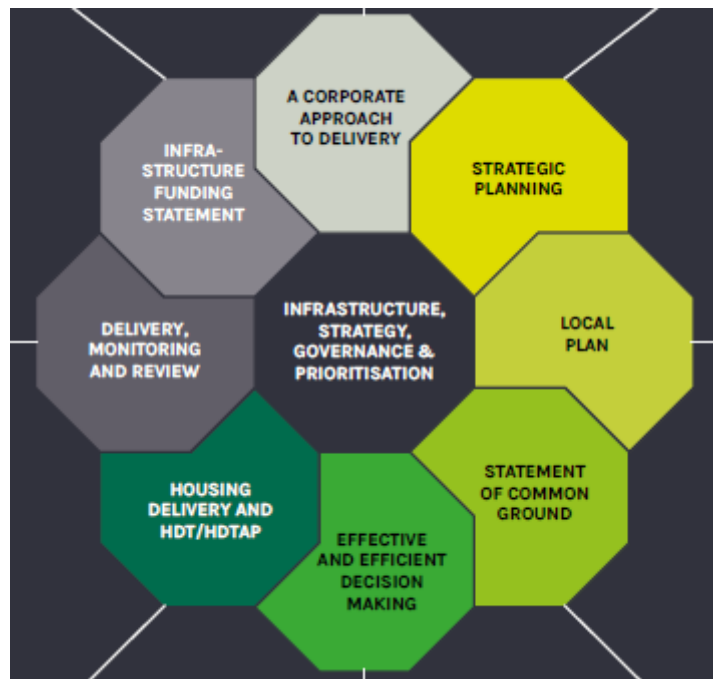 A CORPORATE
APPROACH
TO DELIVERY
STRATEGIC
PLANNING
LOCAL
PLAN
STATEMENT
OF COMMON
GROUND
EFFECTIVE
AND EFFICIENT
DECISION
MAKING
HOUSING
DELIVERY AND
HDT/HDTAP
DELIVERY,
MONITORING
AND REVIEW
INFRA-
STRUCTURE
FUNDING
STATEMENT
INFRASTRUCTURE,
STRATEGY,
GOVERNANCE &
PRIORITISATION